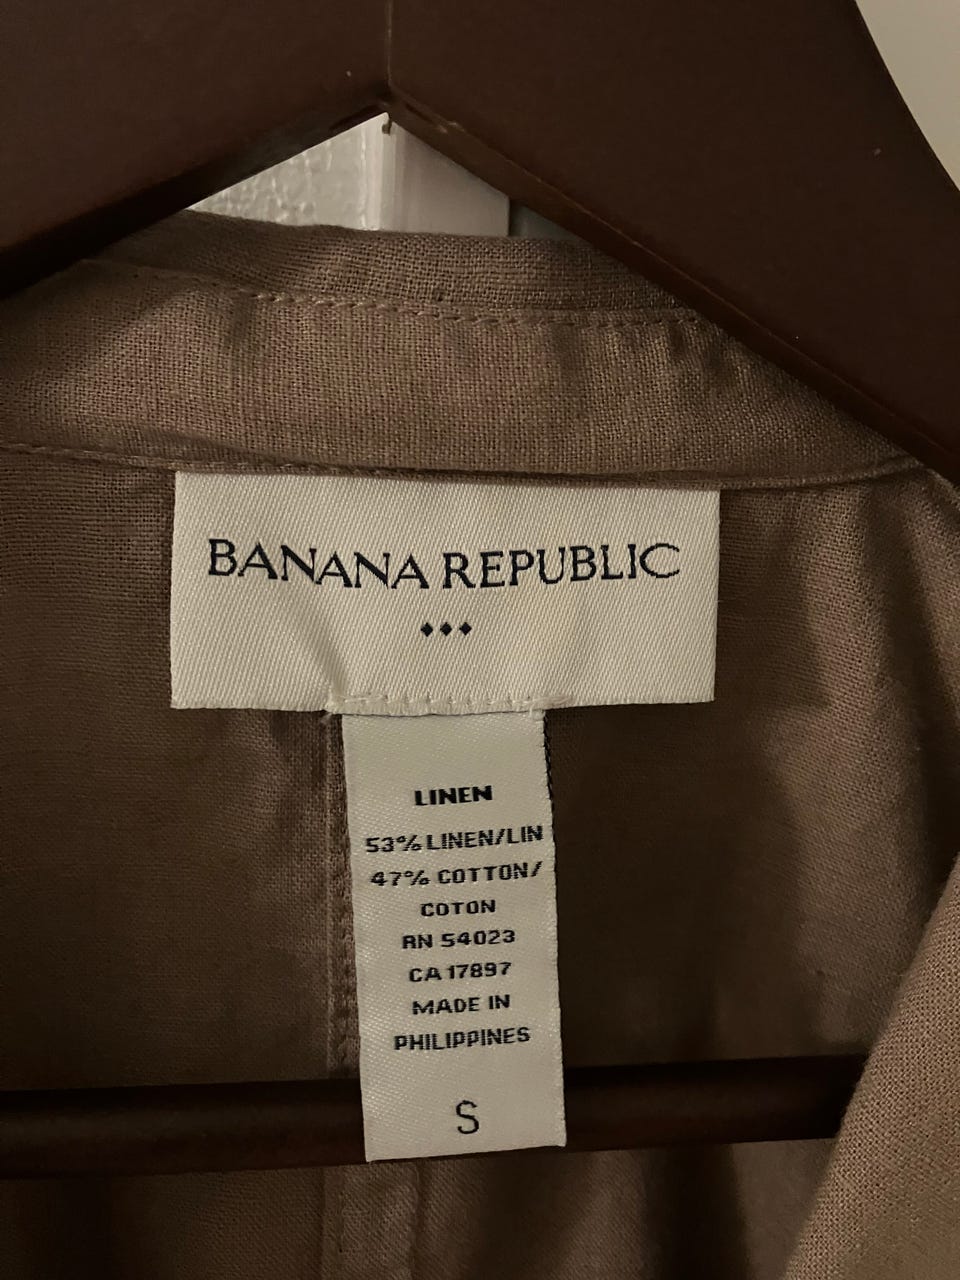 BANANA REPUBLIC
LINEN
53% LINEN/LIN
47% COTTON/
COTON
RN 54023
CA 17897
MADE IN
PHILIPPINES
S